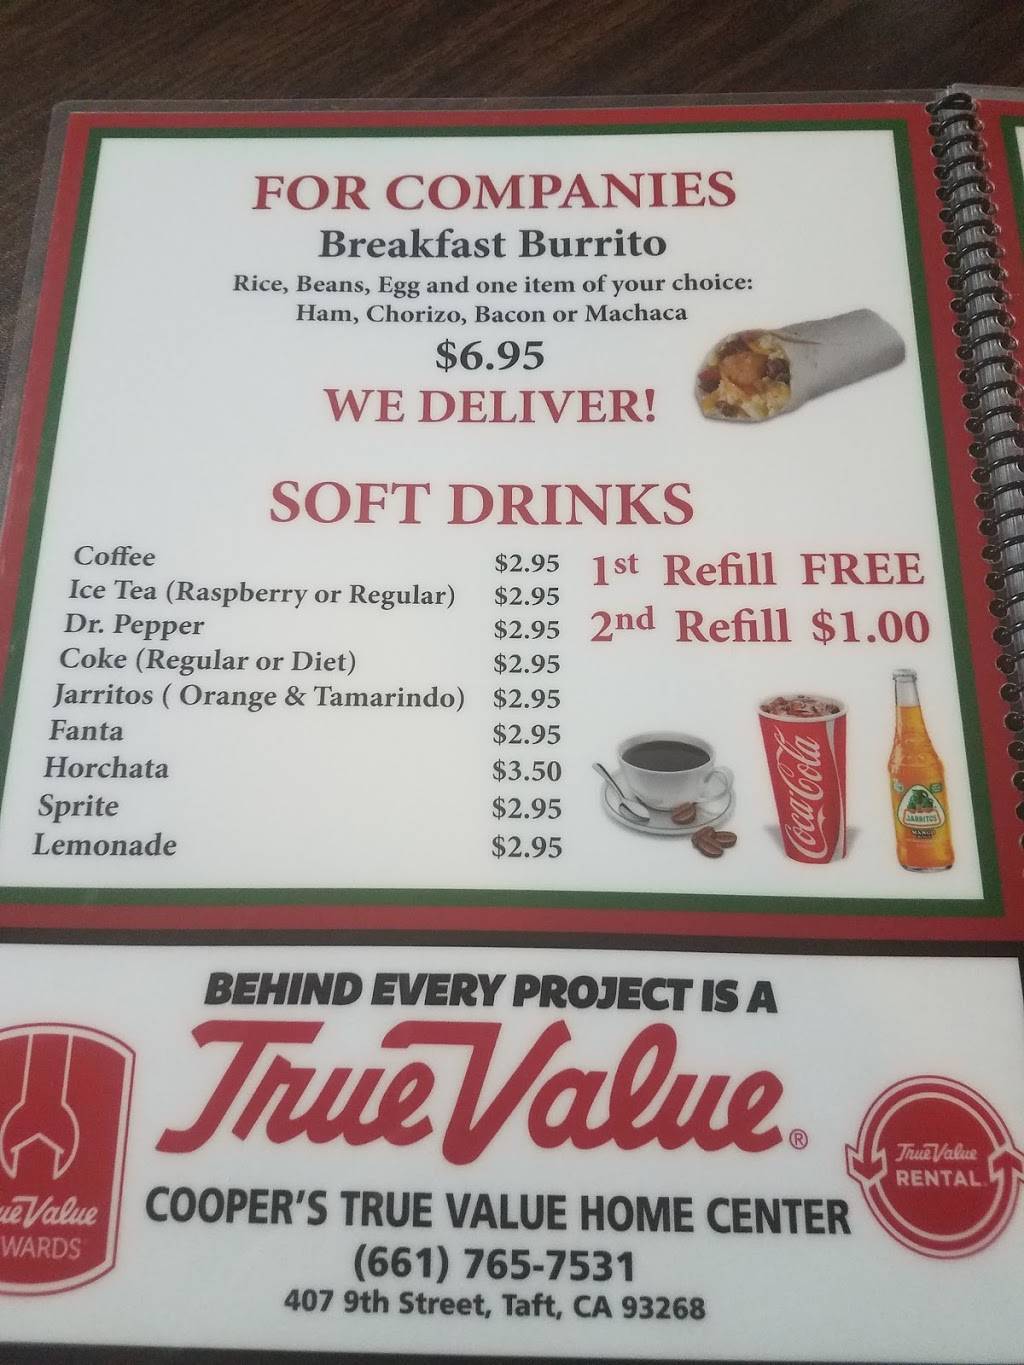 FOR COMPANIES
Breakfast Burrito
Rice, Beans, Egg and one item of your choice:
Ham, Chorizo, Bacon or Machaca
$6.95
WE DELIVER!
SOFT DRINKS
Coffee $2.95
Ice Tea (Raspberry or Regular) $2.95
Dr. Pepper $2.95
Coke (Regular or Diet) $2.95
Jarritos ( Orange & Tamarindo) $2.95
Fanta $2.95
Horchata $3.50
Sprite $2.95
Lemonade $2.95
1st Refill FREE
2nd Refill $1.00
Coca-Cola
JARRITOS
MANGO
BEHIND EVERY PROJECT IS A
True Value®
ue Value
WARDS
True Value
RENTAL
COOPER'S TRUE VALUE HOME CENTER
(661) 765-7531
407 9th Street, Taft, CA 93268